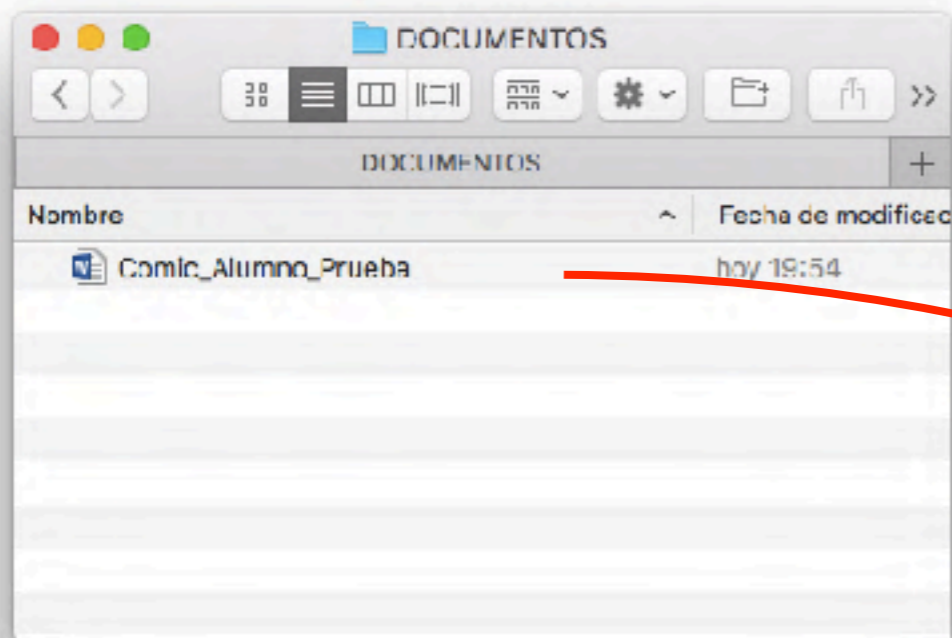 DOCUMENTOS
DOCUMENTOS
Nombre Fecha de modificac
Comic_Alumno_Prueba hoy 19:54